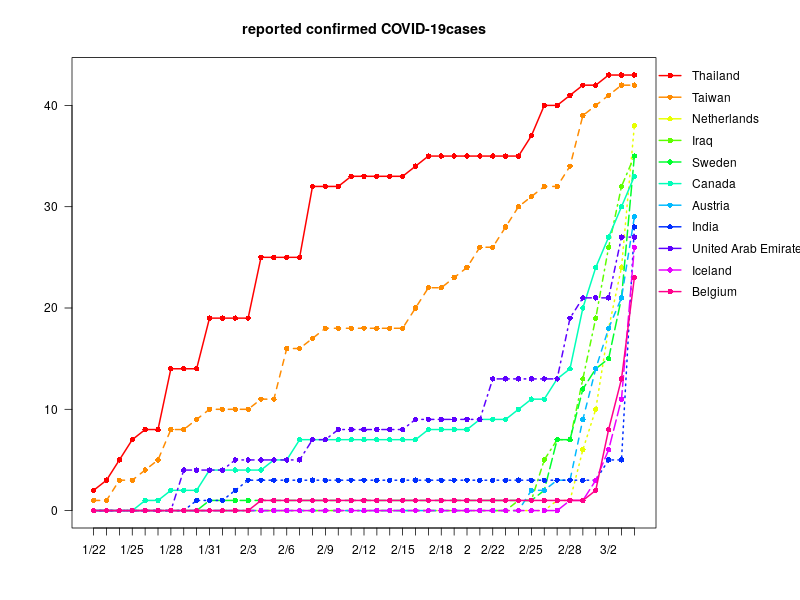 reported confirmed COVID-19cases
Thailand
Taiwan
Netherlands
Iraq
Sweden
Canada
Austria
India
United Arab Emirate
Iceland
Belgium
40
30
20
10
0
1/22 1/25 1/28 1/31 2/3 2/6 2/9 2/12 2/15 2/18 2 2/22 2/25 2/28 3/2